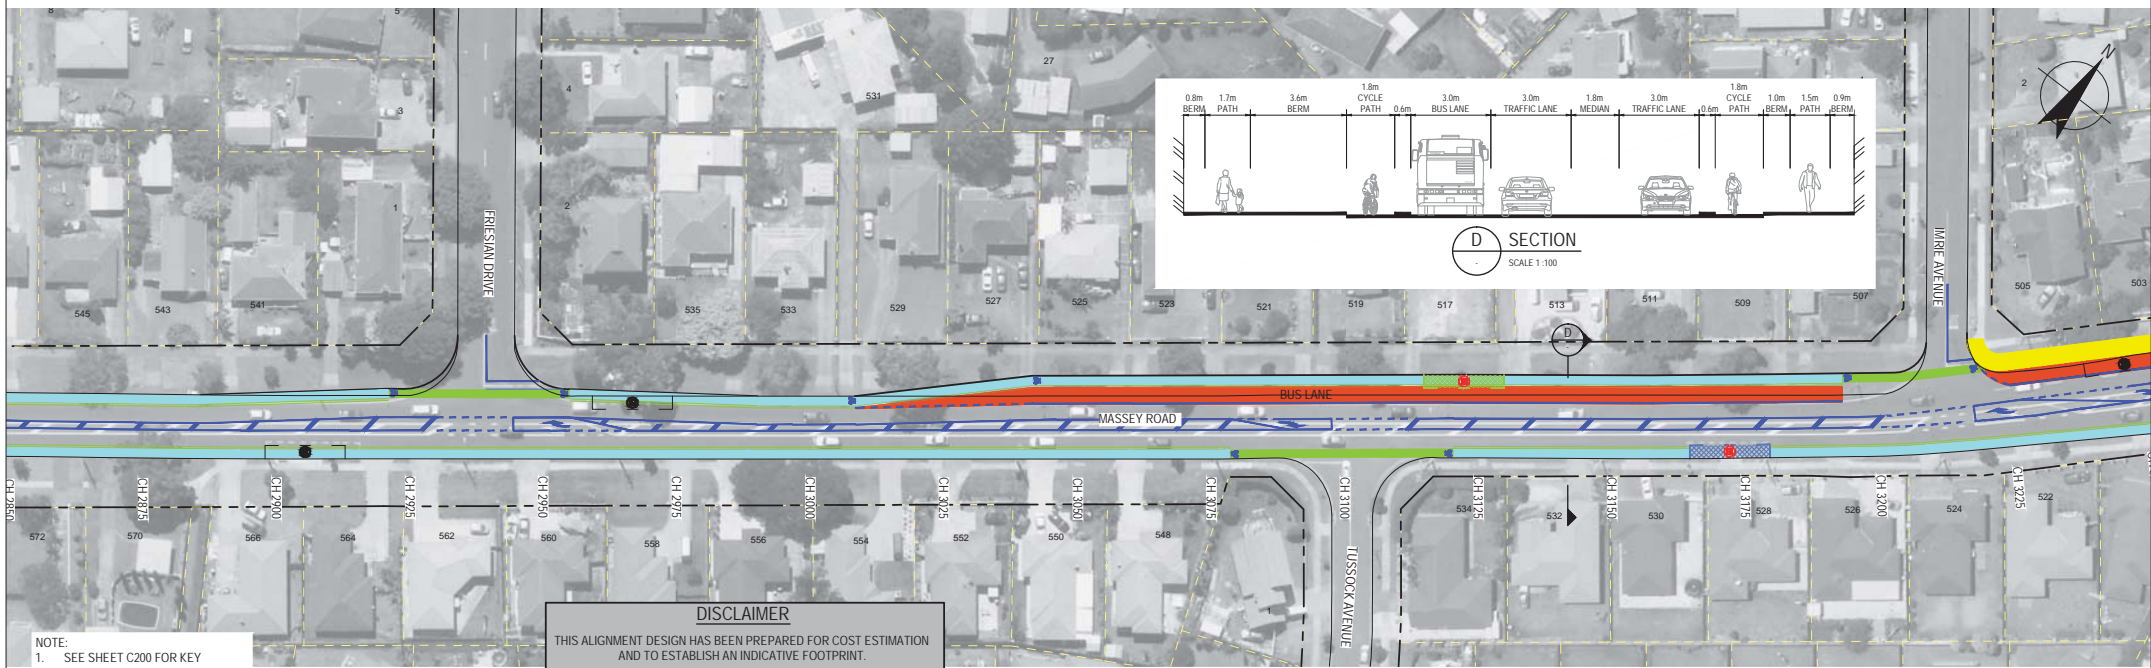 8
5
3
1
4
2
531
27
2
505
503
N
0.8m
BERM
1.7m
PATH
3.6m
BERM
1.8m
CYCLE
PATH
0.6m
3.0m
BUS LANE
3.0m
TRAFFIC LANE
1.8m
MEDIAN
3.0m
TRAFFIC LANE
0.6m
1.8m
CYCLE
PATH
1.0m
BERM
1.5m
PATH
0.9m
BERM
D SECTION
-
SCALE 1 :100
FRIESIAN DRIVE
IMRIE AVENUE
545
543
541
535
533
529
527
525
523
521
519
517
513
511
509
507
D
BUS LANE
MASSEY ROAD
CH 2850
CH 2875
CH 2900
CH 2925
CH 2950
CH 2975
CH 3000
CH 3025
CH 3050
CH 3075
CH 3100
CH 3125
CH 3150
CH 3175
CH 3200
CH 3225
572
570
566
564
562
560
558
556
554
552
550
548
1
534
532
530
528
526
524
522
TUSSOCK AVENUE
NOTE:
1. SEE SHEET C200 FOR KEY
DISCLAIMER
THIS ALIGNMENT DESIGN HAS BEEN PREPARED FOR COST ESTIMATION
AND TO ESTABLISH AN INDICATIVE FOOTPRINT.